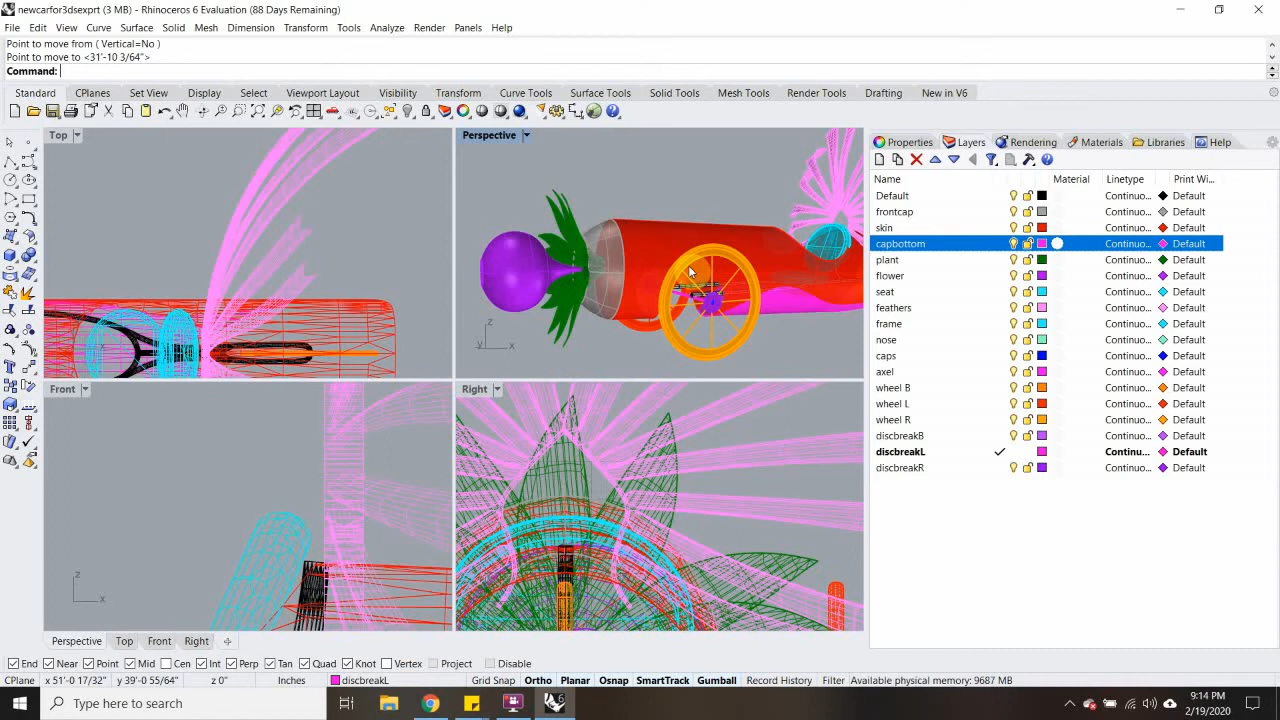 newcarfor3dsexprt (3 MB) - Rhinoceros 6 Evaluation (88 Days Remaining)
File Edit View Curve Surface Solid Mesh Dimension Transform Tools Analyze Render Panels Help
Point to move from ( Vertical=No )
Point to move to <31'-10 3/64">
Command:
Standard CPlanes Set View Display Select Viewport Layout Visibility Transform Curve Tools Surface Tools Solid Tools Mesh Tools Render Tools Drafting New in V6
Top
Perspective
Properties Layers Rendering Materials Libraries Help
Name Material Linetype Print Wi...
Default Continuo... Default
frontcap Continuo... Default
skin Continuo... Default
capbottom Continuo... Default
plant Continuo... Default
flower Continuo... Default
seat Continuo... Default
feathers Continuo... Default
frame Continuo... Default
nose Continuo... Default
caps Continuo... Default
axel Continuo... Default
wheel B Continuo... Default
wheel L Continuo... Default
wheel R Continuo... Default
discbreakB Continuo... Default
discbreakL Continu... Default
discbreakR Continuo... Default
z
y x
x
Front
Right
z
x
Perspective Top Front Right
End Near Point Mid Cen Int Perp Tan Quad Knot Vertex Project Disable
CPlane x 51'-0 17/32" y 39'-0 55/64" z 0" Inches discbreakL Grid Snap Ortho Planar Osnap SmartTrack Gumball Record History Filter Available physical memory: 9687 MB
Type here to search
9:14 PM
2/19/2020